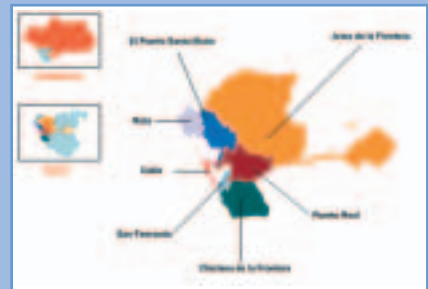 El Puerto Santa María
Jerez de la Frontera
Rota
Cádiz
San Fernando
Puerto Real
Chiclana de la Frontera